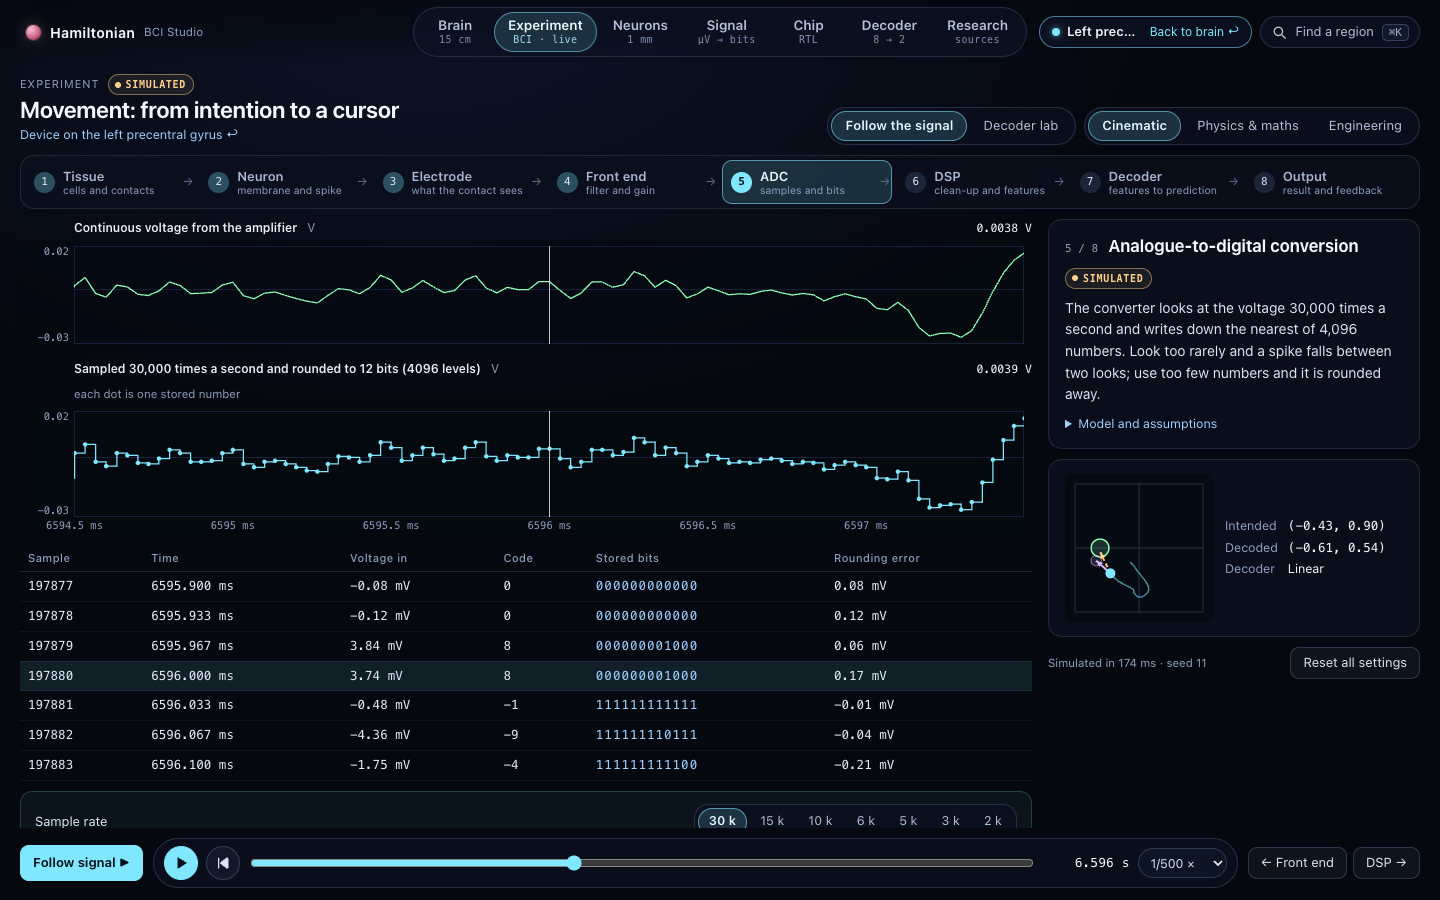 Hamiltonian BCI Studio
Brain
15 cm
Experiment
BCI · live
Neurons
1 mm
Signal
µV → bits
Chip
RTL
Decoder
8 → 2
Research
sources
Left prec... Back to brain ↩
Find a region ⌘K
EXPERIMENT SIMULATED
Movement: from intention to a cursor
Device on the left precentral gyrus ↩
Follow the signal Decoder lab
Cinematic Physics & maths Engineering
1 Tissue
cells and contacts
→
2 Neuron
membrane and spike
→
3 Electrode
what the contact sees
→
4 Front end
filter and gain
→
5 ADC
samples and bits
→
6 DSP
clean-up and features
→
7 Decoder
features to prediction
→
8 Output
result and feedback
Continuous voltage from the amplifier V 0.0038 V
0.02
−0.03
Sampled 30,000 times a second and rounded to 12 bits (4096 levels) V 0.0039 V
each dot is one stored number
0.02
−0.03
6594.5 ms 6595 ms 6595.5 ms 6596 ms 6596.5 ms 6597 ms
Sample Time Voltage in Code Stored bits Rounding error
197877 6595.900 ms −0.08 mV 0 000000000000 0.08 mV
197878 6595.933 ms −0.12 mV 0 000000000000 0.12 mV
197879 6595.967 ms 3.84 mV 8 000000001000 0.06 mV
197880 6596.000 ms 3.74 mV 8 000000001000 0.17 mV
197881 6596.033 ms −0.48 mV −1 111111111111 −0.01 mV
197882 6596.067 ms −4.36 mV −9 111111110111 −0.04 mV
197883 6596.100 ms −1.75 mV −4 111111111100 −0.21 mV
Sample rate 30 k 15 k 10 k 6 k 5 k 3 k 2 k
5 / 8 Analogue-to-digital conversion
SIMULATED
The converter looks at the voltage 30,000 times a
second and writes down the nearest of 4,096
numbers. Look too rarely and a spike falls between
two looks; use too few numbers and it is rounded
away.
▶ Model and assumptions
Intended (−0.43, 0.90)
Decoded (−0.61, 0.54)
Decoder Linear
Simulated in 174 ms · seed 11
Reset all settings
Follow signal ▶
6.596 s
1/500 ×
← Front end
DSP →